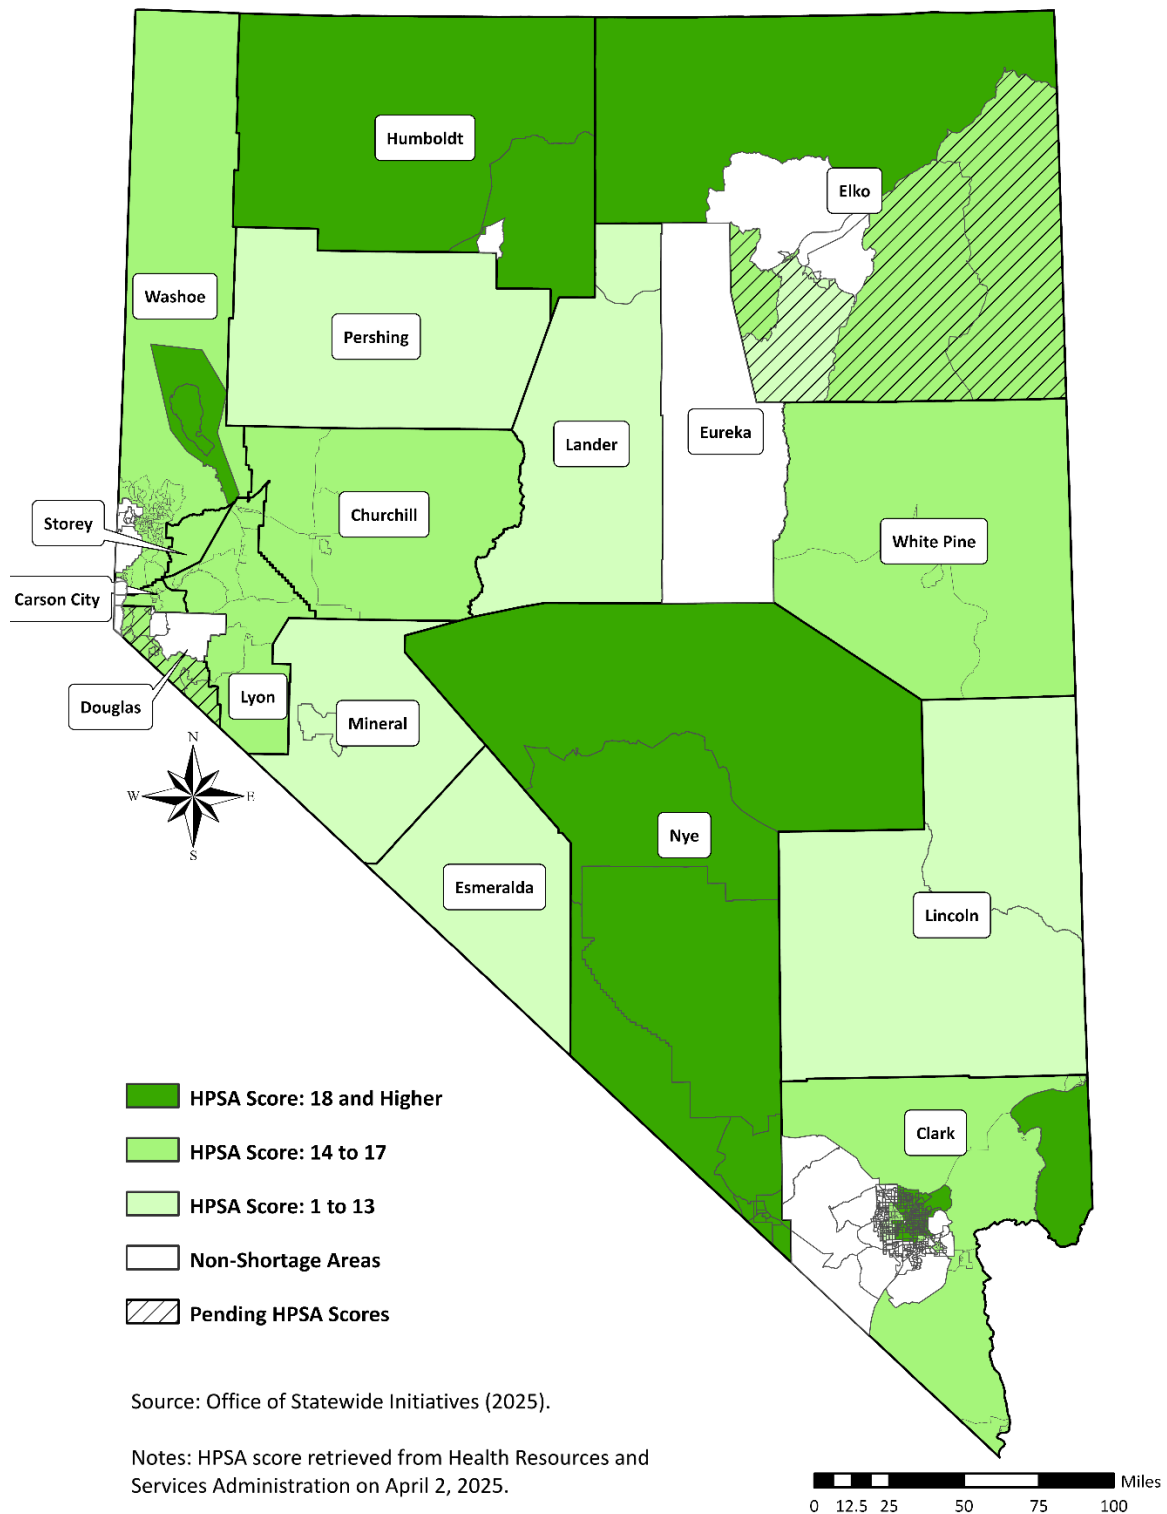 Humboldt
Elko
Washoe
Pershing
Lander
Eureka
Storey
Churchill
White Pine
Carson City
Douglas
Lyon
Mineral
N
W
E
S
Nye
Esmeralda
Lincoln
Clark
HPSA Score: 18 and Higher
HPSA Score: 14 to 17
HPSA Score: 1 to 13
Non-Shortage Areas
Pending HPSA Scores
Source: Office of Statewide Initiatives (2025).
Notes: HPSA score retrieved from Health Resources and
Services Administration on April 2, 2025.
Miles
0 12.5 25 50 75 100